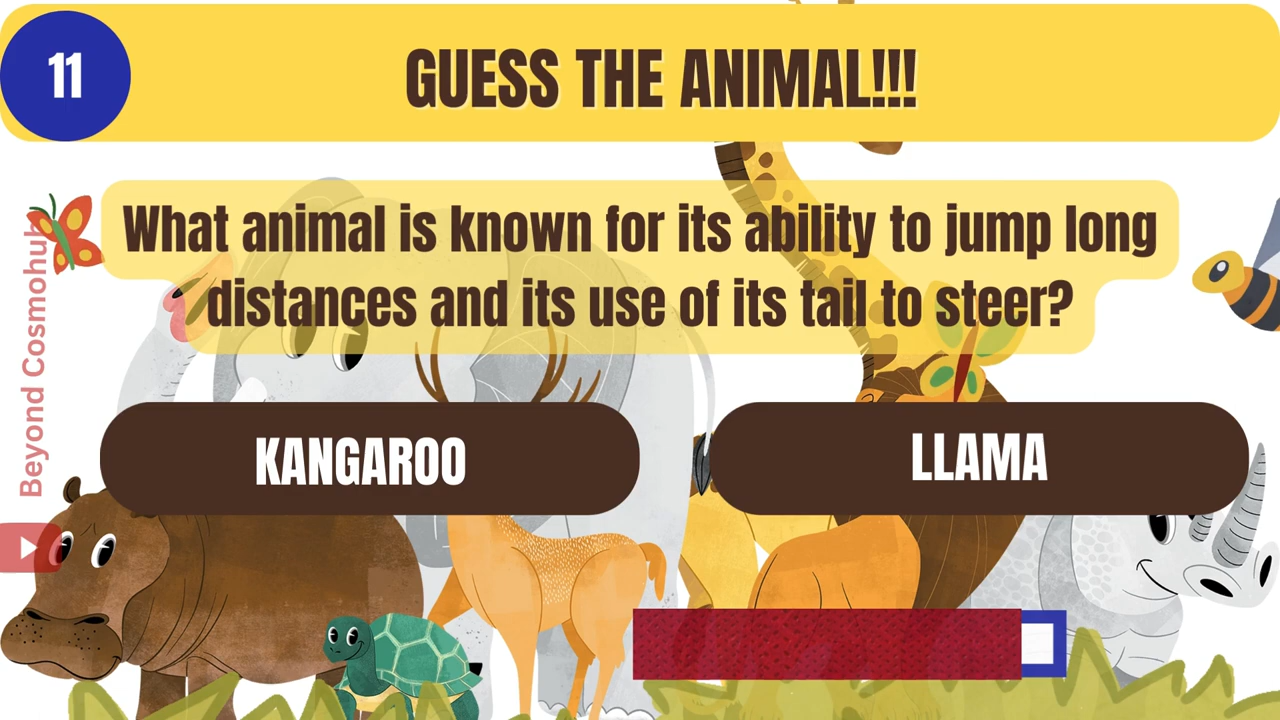 11
GUESS THE ANIMAL!!!
What animal is known for its ability to jump long
distances and its use of its tail to steer?
KANGAROO
LLAMA
Beyond Cosmohub